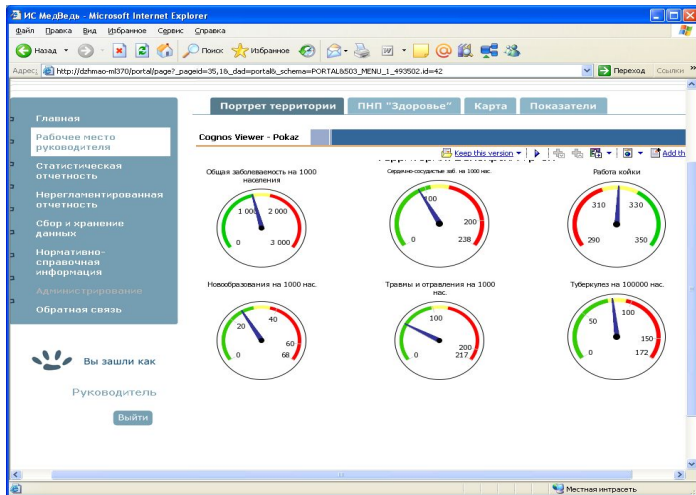 ИС МедВедь - Microsoft Internet Explorer
Файл Правка Вид Избранное Сервис Справка
Назад Поиск Избранное
Адрес: http://dzhmao-ml370/portal/page?_pageid=35,1&_dad=portal&_schema=PORTAL&503_MENU_1_493502.id=42 Переход Ссылки »
Портрет территории ПНП "Здоровье" Карта Показатели
Главная
Рабочее место
руководителя
Статистическая
отчетность
Нерегламентированная
отчетность
Сбор и хранение
данных
Нормативно-
справочная
информация
Администрирование
Обратная связь
Вы зашли как
Руководитель
Выйти
Cognos Viewer - Pokaz
Keep this version Add th
Общая заболеваемость на 1000
населения
1 000 2 000
0 3 000
Сердечно-сосудистые заб. на 1000 нас.
100
200
0 238
Работа койки
310 330
290 350
Новообразования на 1000 нас.
20 40
60
0 68
Травмы и отравления на 1000
нас.
100
200
0 217
Туберкулез на 100000 нас.
50 100
150
0 172
Местная интрасеть